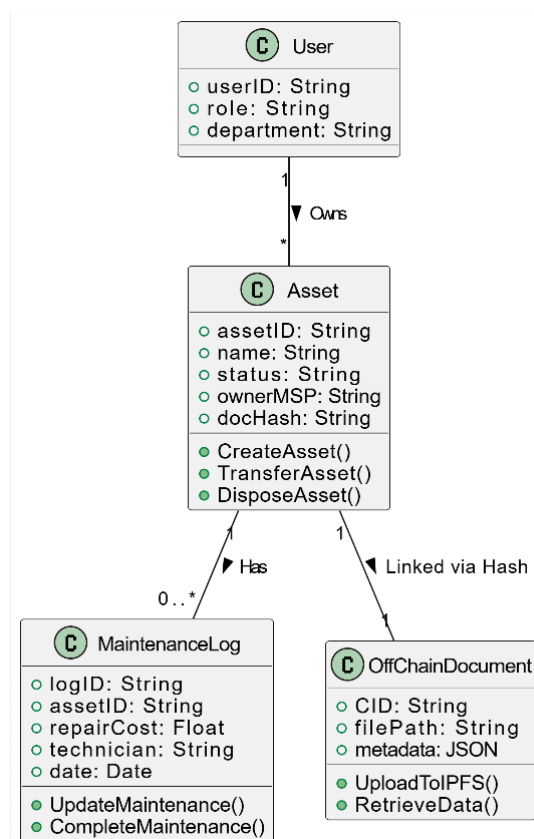 C User
userID: String
role: String
department: String
1
Owns
*
C Asset
assetID: String
name: String
status: String
ownerMSP: String
docHash: String
CreateAsset()
TransferAsset()
DisposeAsset()
1
Has
0..*
1
Linked via Hash
1
C MaintenanceLog
logID: String
assetID: String
repairCost: Float
technician: String
date: Date
UpdateMaintenance()
CompleteMaintenance()
C OffChainDocument
CID: String
filePath: String
metadata: JSON
UploadToIPFS()
RetrieveData()